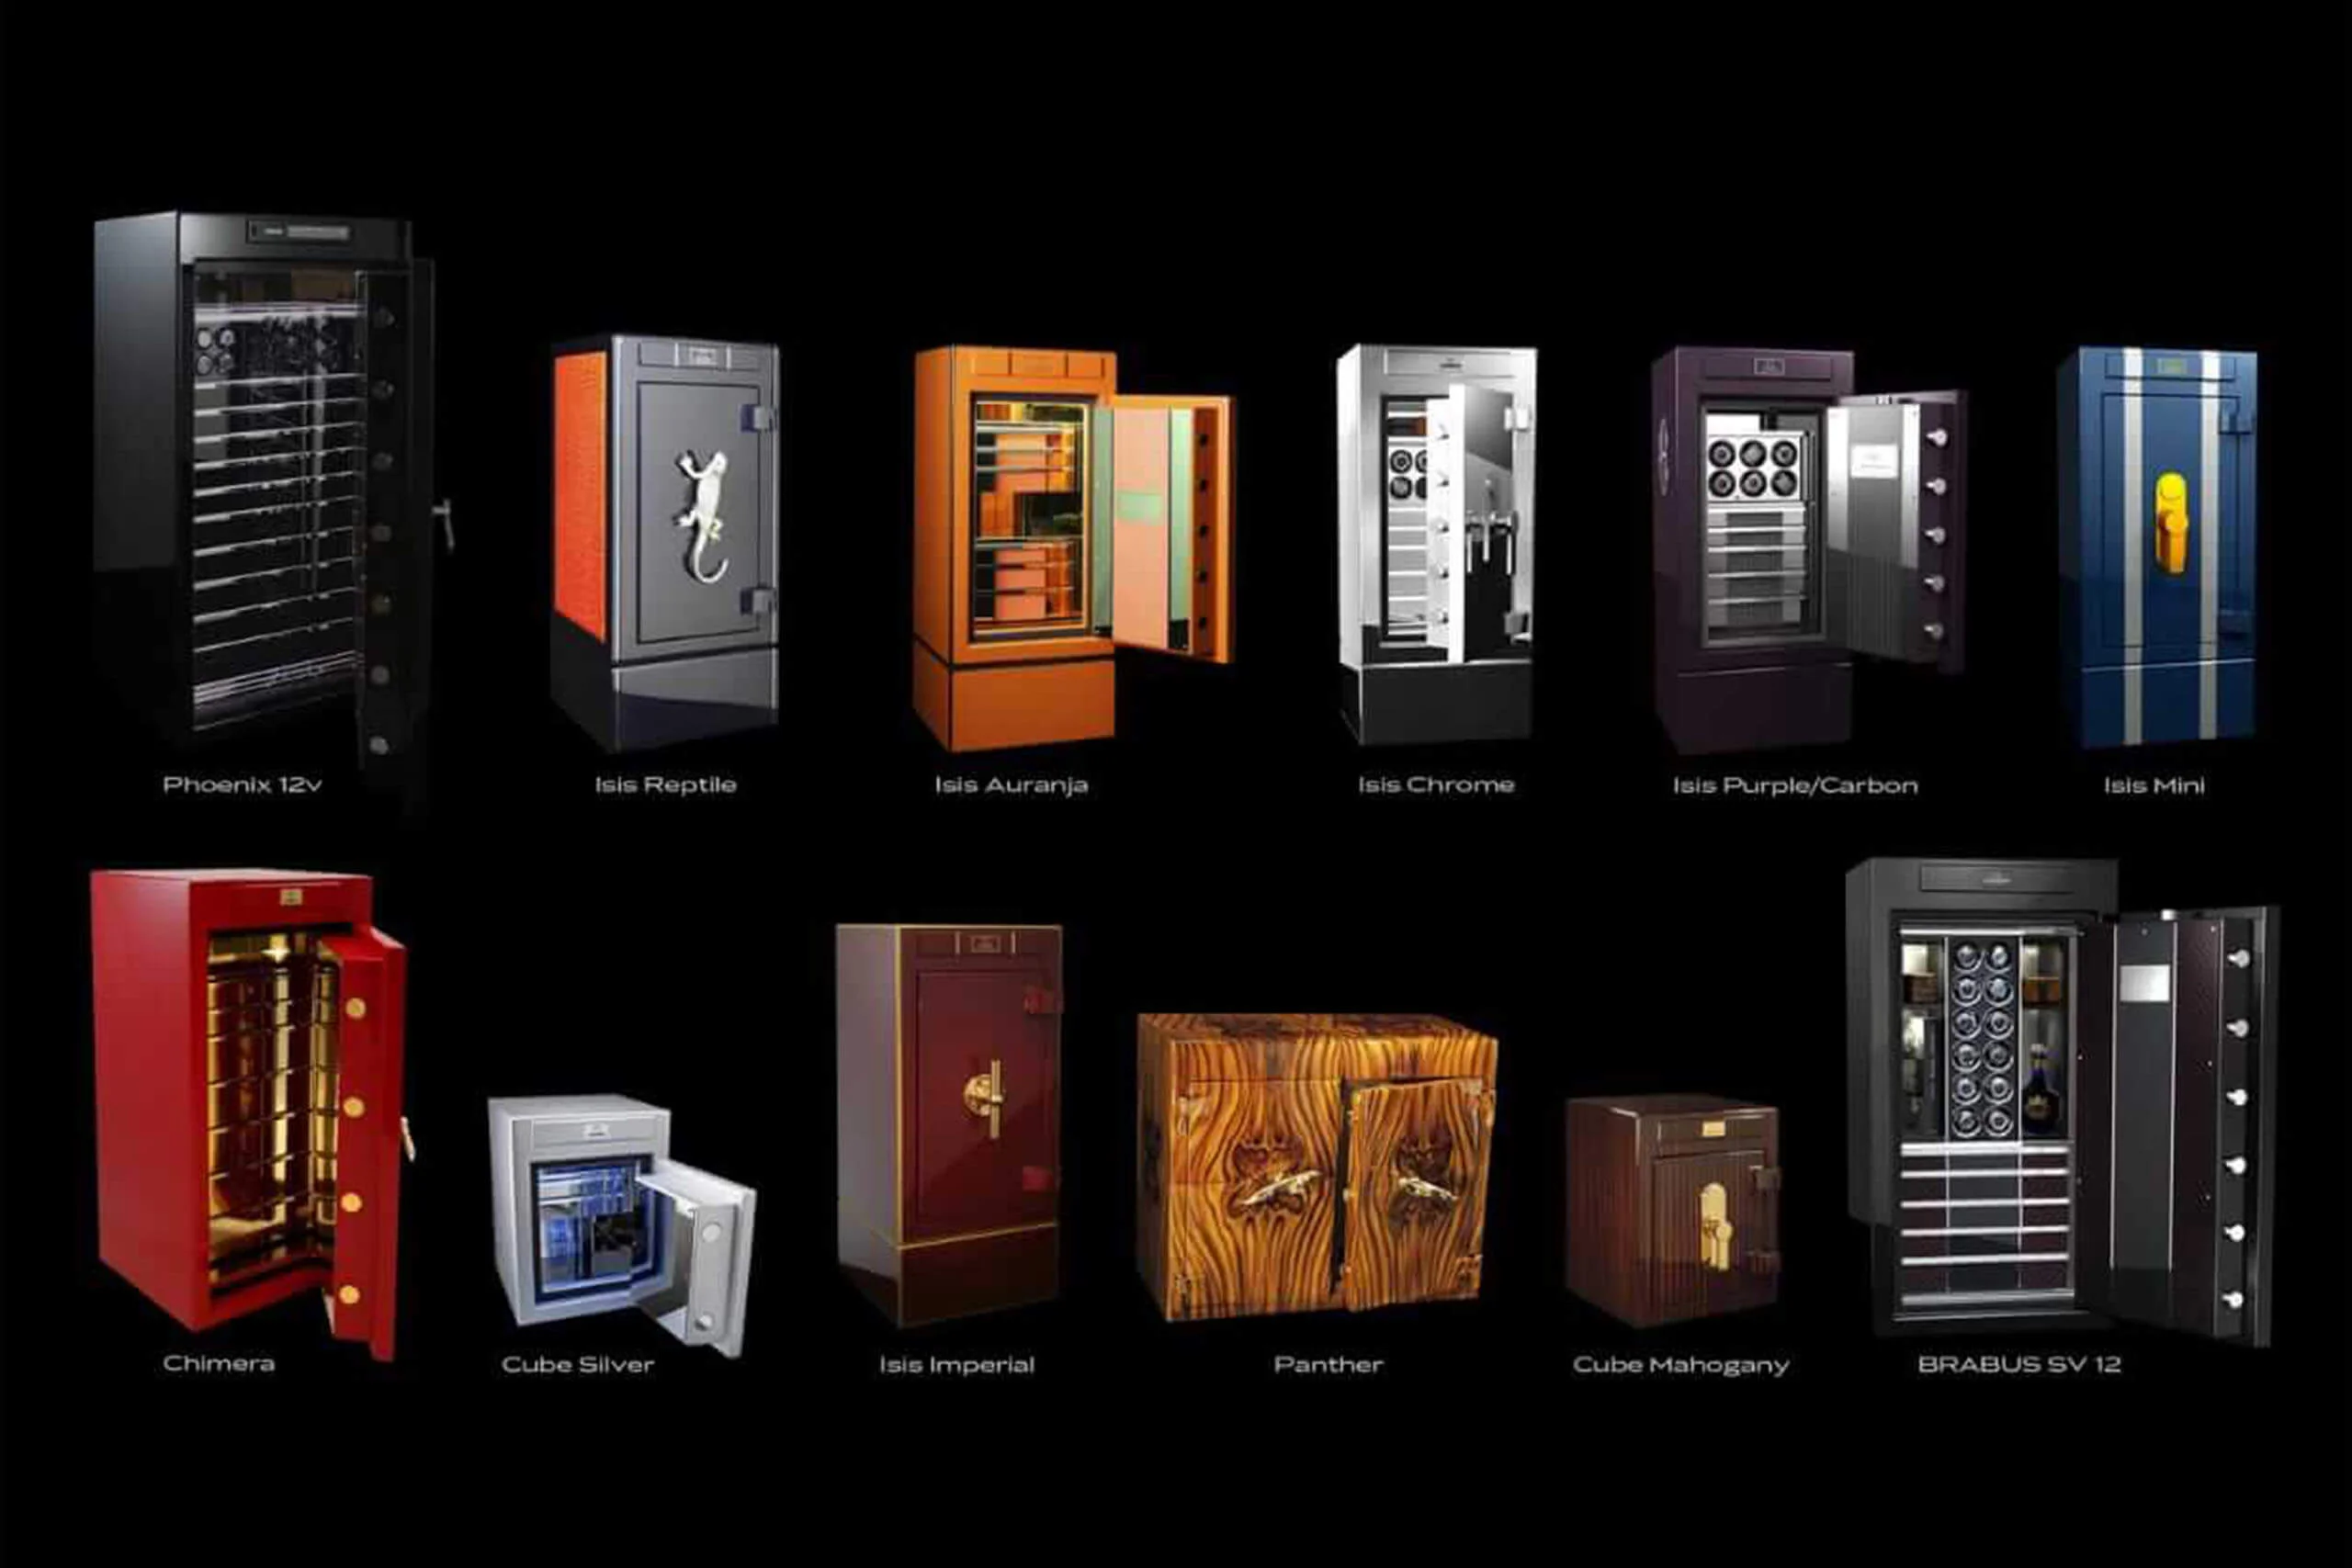 Phoenix 12v
Isis Reptile
Isis Auranja
Isis Chrome
Isis Purple/Carbon
Isis Mini
Chimera
Cube Silver
Isis Imperial
Panther
Cube Mahogany
BRABUS SV 12